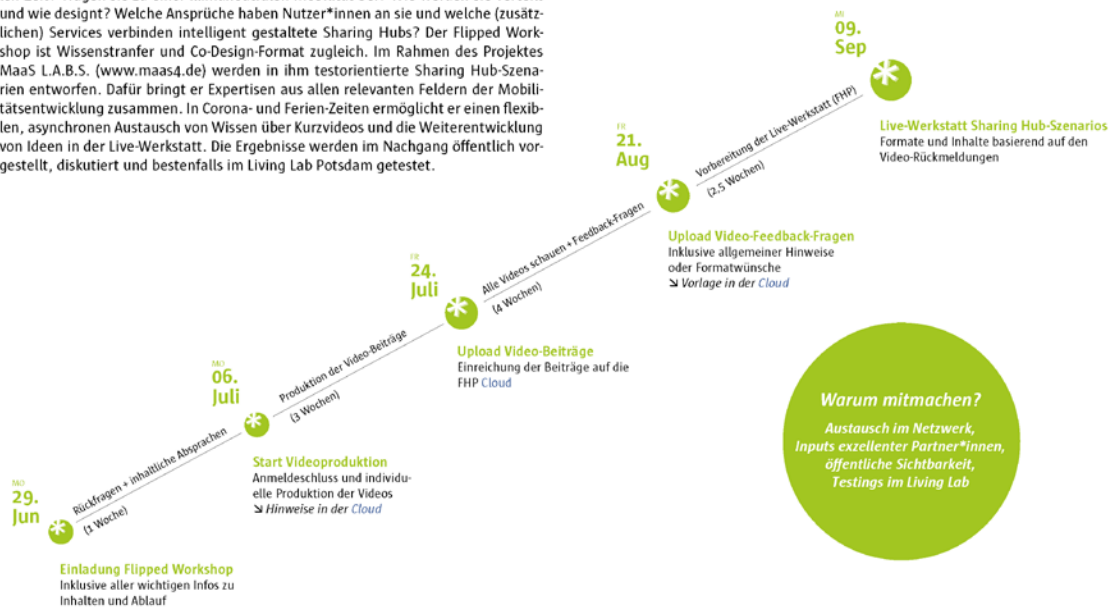 und wie designt? Welche Ansprüche haben Nutzer*innen an sie und welche (zusätz-
lichen) Services verbinden intelligent gestaltete Sharing Hubs? Der Flipped Work-
shop ist Wissenstranfer und Co-Design-Format zugleich. Im Rahmen des Projektes
MaaS L.A.B.S. (www.maas4.de) werden in ihm testorientierte Sharing Hub-Szena-
rien entworfen. Dafür bringt er Expertisen aus allen relevanten Feldern der Mobili-
tätsentwicklung zusammen. In Corona- und Ferien-Zeiten ermöglicht er einen flexib-
len, asynchronen Austausch von Wissen über Kurzvideos und die Weiterentwicklung
von Ideen in der Live-Werkstatt. Die Ergebnisse werden im Nachgang öffentlich vor-
gestellt, diskutiert und bestenfalls im Living Lab Potsdam getestet.
MO
29.
Jun
Einladung Flipped Workshop
Inklusive aller wichtigen Infos zu
Inhalten und Ablauf
Rückfragen + inhaltliche Absprachen
(1 Woche)
MO
06.
Juli
Start Videoproduktion
Anmeldeschluss und individu-
elle Produktion der Videos
↘ Hinweise in der Cloud
Produktion der Video-Beiträge
(3 Wochen)
FR
24.
Juli
Upload Video-Beiträge
Einreichung der Beiträge auf die
FHP Cloud
Alle Videos schauen + Feedback-Fragen
(4 Wochen)
FR
21.
Aug
Upload Video-Feedback-Fragen
Inklusive allgemeiner Hinweise
oder Formatwünsche
↘ Vorlage in der Cloud
Vorbereitung der Live-Werkstatt (FHP)
(2,5 Wochen)
MI
09.
Sep
Live-Werkstatt Sharing Hub-Szenarios
Formate und Inhalte basierend auf den
Video-Rückmeldungen
Warum mitmachen?
Austausch im Netzwerk,
Inputs exzellenter Partner*innen,
öffentliche Sichtbarkeit,
Testings im Living Lab